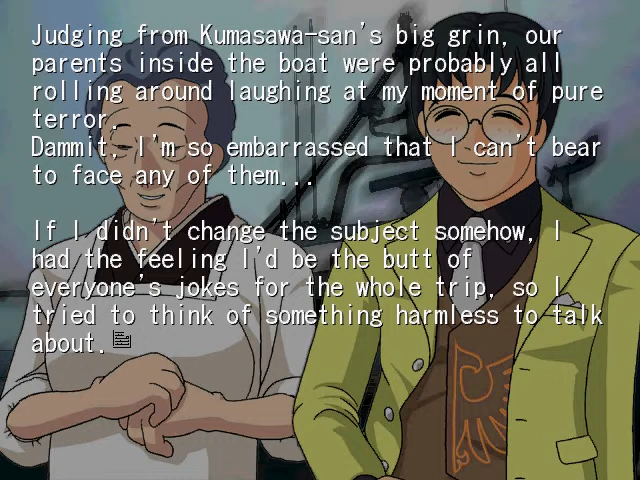 Judging from Kumasawa-san's big grin, our
parents inside the boat were probably all
rolling around laughing at my moment of pure
terror.
Dammit, I'm so embarrassed that I can't bear
to face any of them...
If I didn't change the subject somehow, I
had the feeling I'd be the butt of
everyone's jokes for the whole trip, so I
tried to think of something harmless to talk
about.